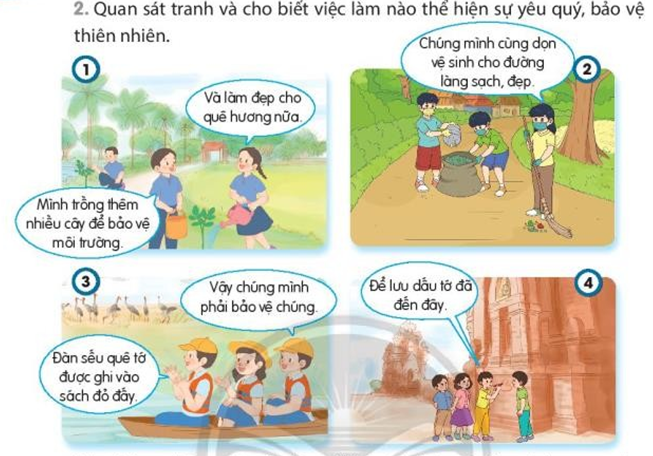 2. Quan sát tranh và cho biết việc làm nào thể hiện sự yêu quý, bảo vệ
thiên nhiên.
1
Và làm đẹp cho
quê hương nữa.
Mình trồng thêm
nhiều cây để bảo vệ
môi trường.
2
Chúng mình cùng dọn
vệ sinh cho đường
làng sạch, đẹp.
3
Vậy chúng mình
phải bảo vệ chúng.
Đàn sếu quê tớ
được ghi vào
sách đỏ đấy.
4
Để lưu dấu tớ đã
đến đây.